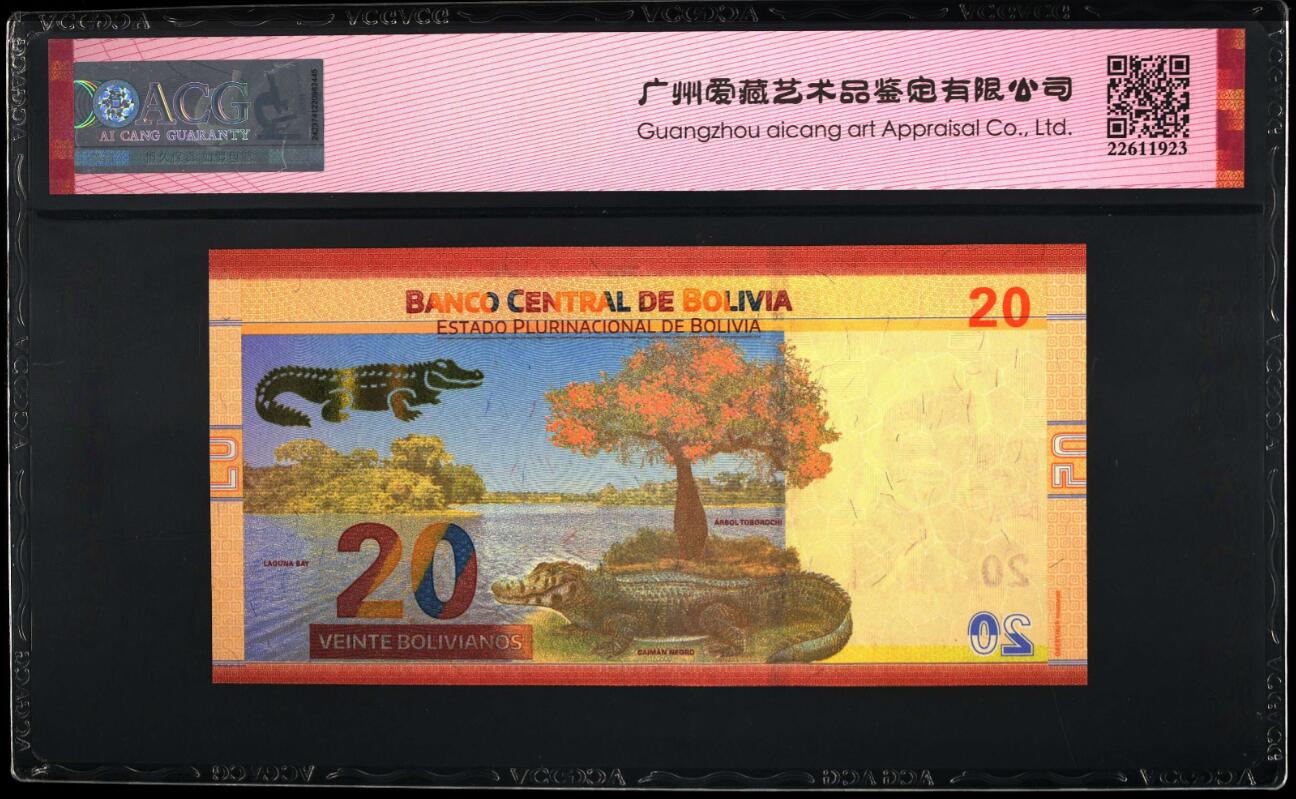 ACG
AI CANG GUARANTY
广州爱藏艺术品鉴定有限公司
Guangzhou aicang art Appraisal Co., Ltd.
22611923
BANCO CENTRAL DE BOLIVIA
ESTADO PLURINACIONAL DE BOLIVIA
20
20
20
ÁRBOL TOBOROCHI
LAGUNA BAY
20
20
VEINTE BOLIVIANOS
CAIMÁN NEGRO
20